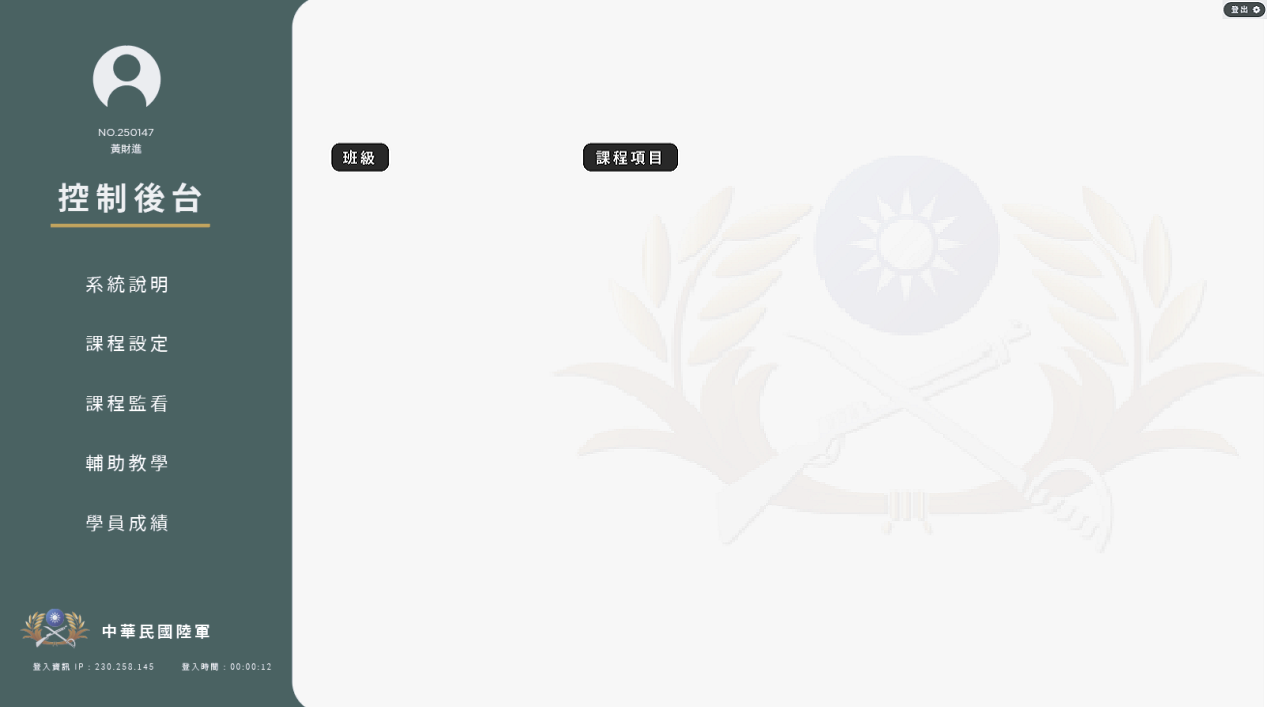 登出
NO.250147
黃財進
控制後台
班級
課程項目
系統說明
課程設定
課程監看
輔助教學
學員成績
中華民國陸軍
登入資訊 IP : 230.258.145
登入時間 : 00:00:12